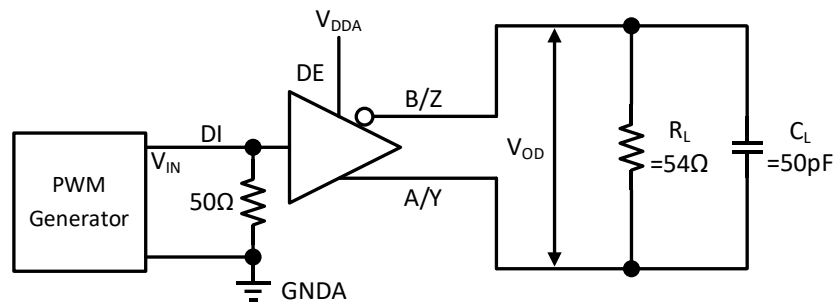 V_DDA
DE
B/Z
DI
V_IN
PWM
Generator
50Ω
A/Y
GNDA
V_OD
R_L
=54Ω
C_L
=50pF